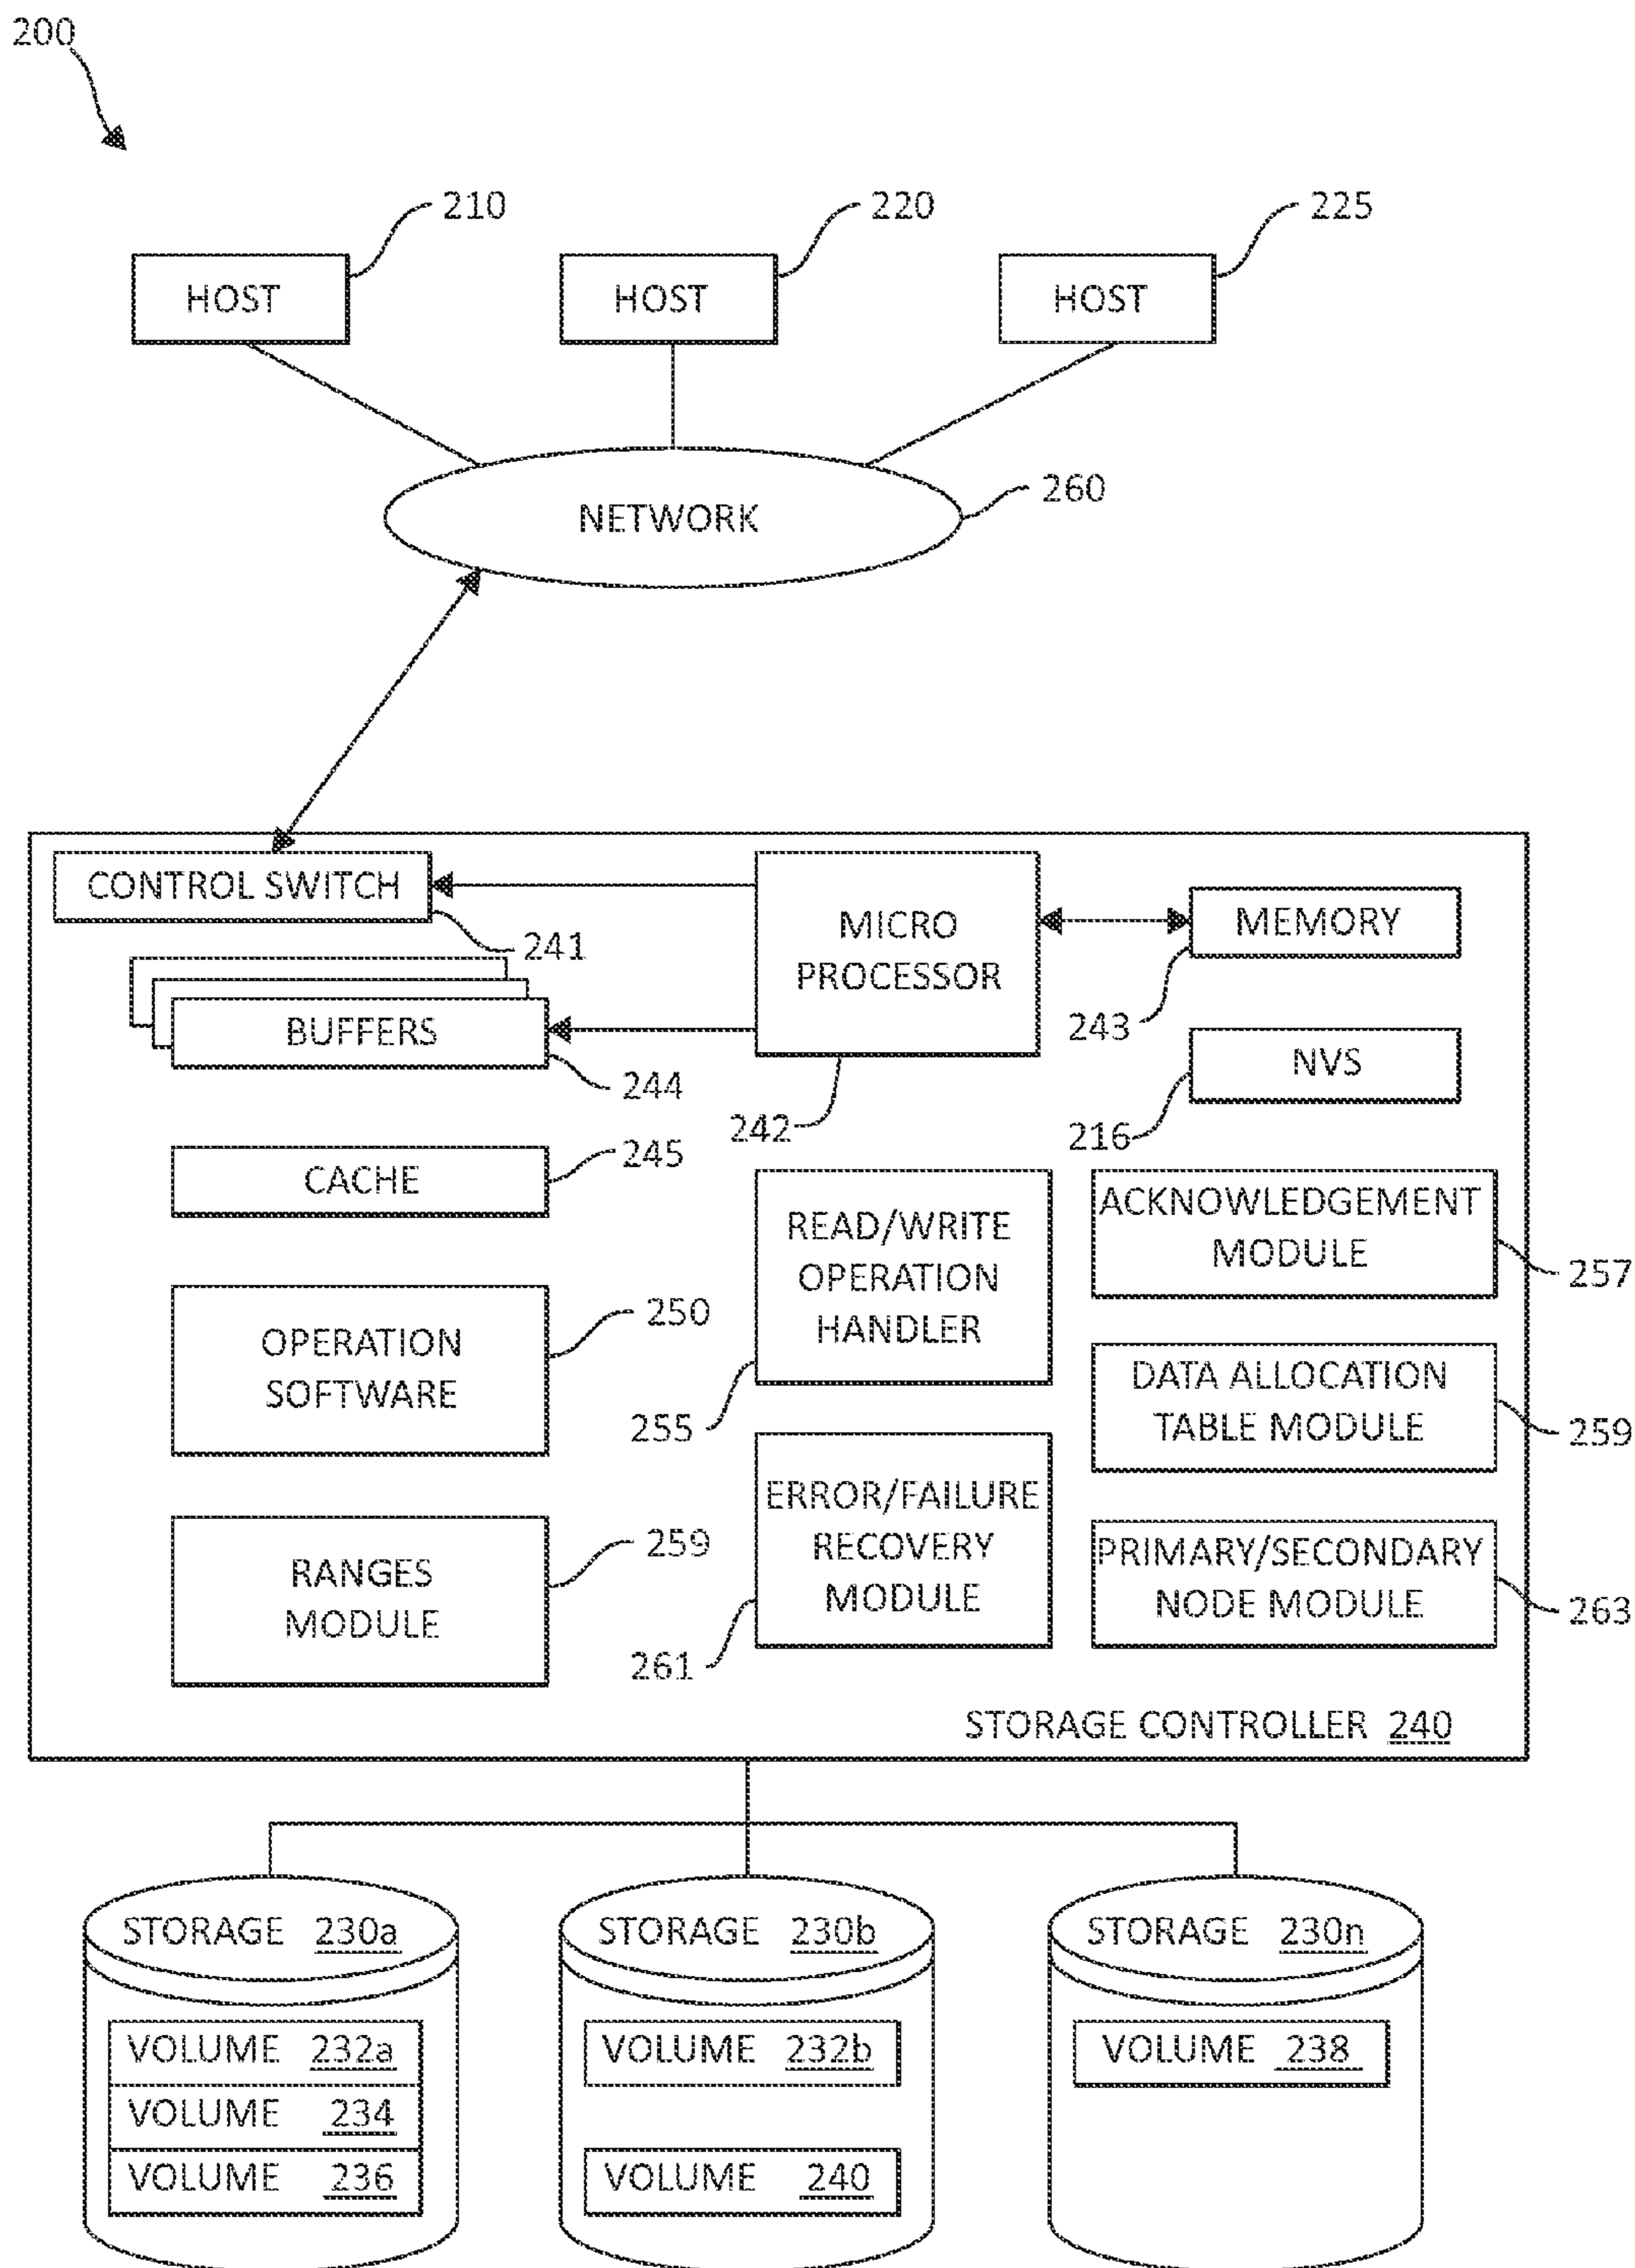 200
210
220
225
HOST
HOST
HOST
260
NETWORK
CONTROL SWITCH
241
MICRO
PROCESSOR
MEMORY
243
BUFFERS
244
242
NVS
216
CACHE
245
READ/WRITE
OPERATION
HANDLER
255
ACKNOWLEDGEMENT
MODULE
257
OPERATION
SOFTWARE
250
DATA ALLOCATION
TABLE MODULE
259
ERROR/FAILURE
RECOVERY
MODULE
261
RANGES
MODULE
259
PRIMARY/SECONDARY
NODE MODULE
263
STORAGE CONTROLLER 240
STORAGE 230a
STORAGE 230b
STORAGE 230n
VOLUME 232a
VOLUME 234
VOLUME 236
VOLUME 232b
VOLUME 240
VOLUME 238